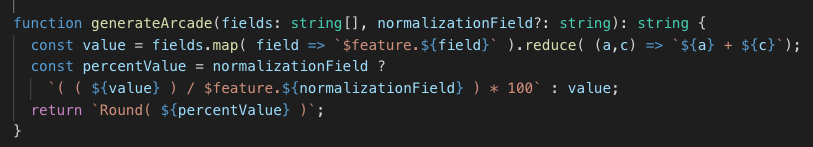 function generateArcade(fields: string[], normalizationField?: string): string {
const value = fields.map( field => `$feature.${field}` ).reduce( (a,c) => `${a} + ${c}`);
const percentValue = normalizationField ?
`( ( ${value} ) / $feature.${normalizationField} ) * 100` : value;
return `Round( ${percentValue} )`;
}